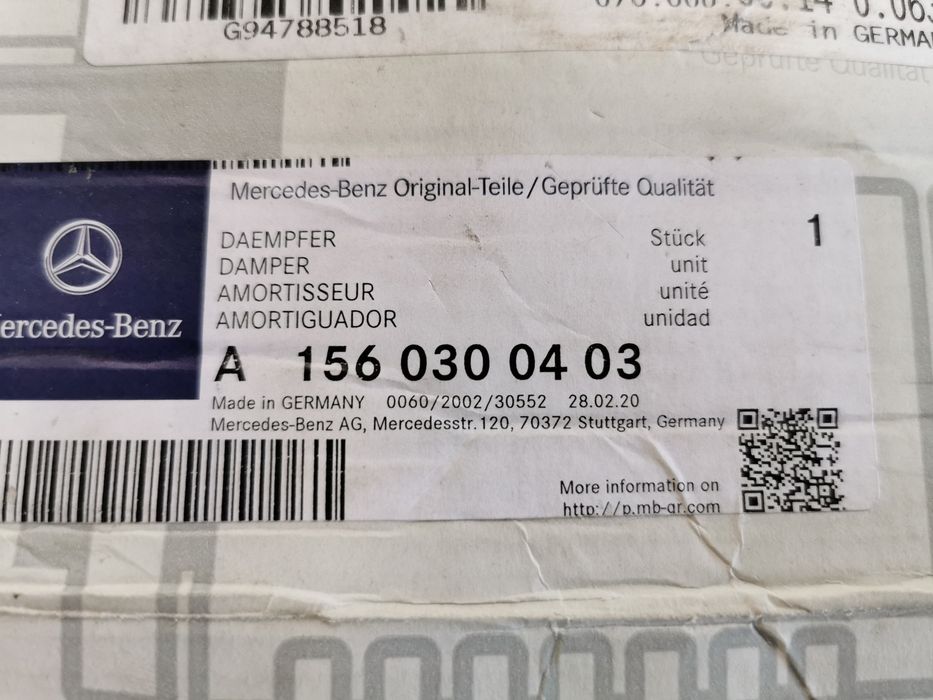 G94788518
Made in
Geprüfte Qualität
Mercedes-Benz Original-Teile/Geprüfte Qualität
DAEMPFER Stück 1
DAMPER unit
AMORTISSEUR unité
AMORTIGUADOR unidad
Mercedes-Benz
A 156 030 04 03
Made in GERMANY 0060/2002/30552 28.02.20
Mercedes-Benz AG, Mercedesstr.120, 70372 Stuttgart, Germany
More information on
http://p.mb-qr.com